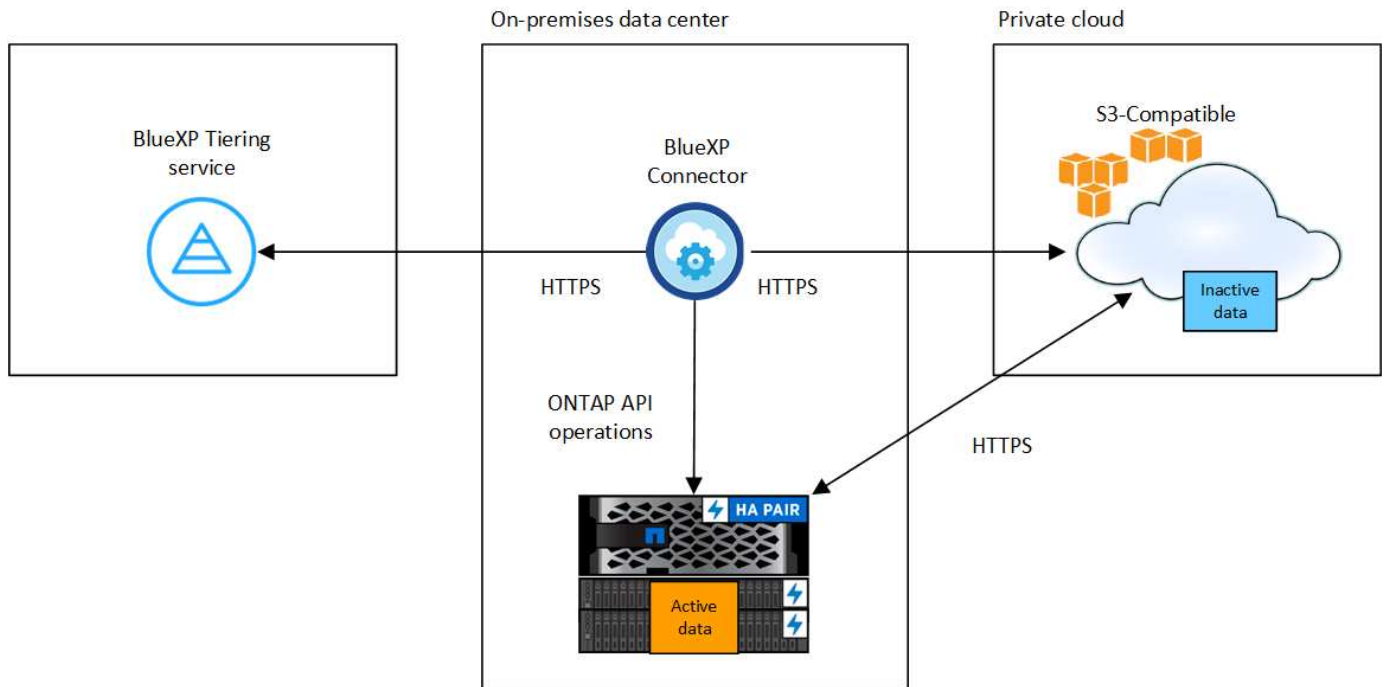 On-premises data center
Private cloud
BlueXP Tiering
service
BlueXP
Connector
S3-Compatible
HTTPS
HTTPS
Inactive
data
ONTAP API
operations
HTTPS
HA PAIR
Active
data